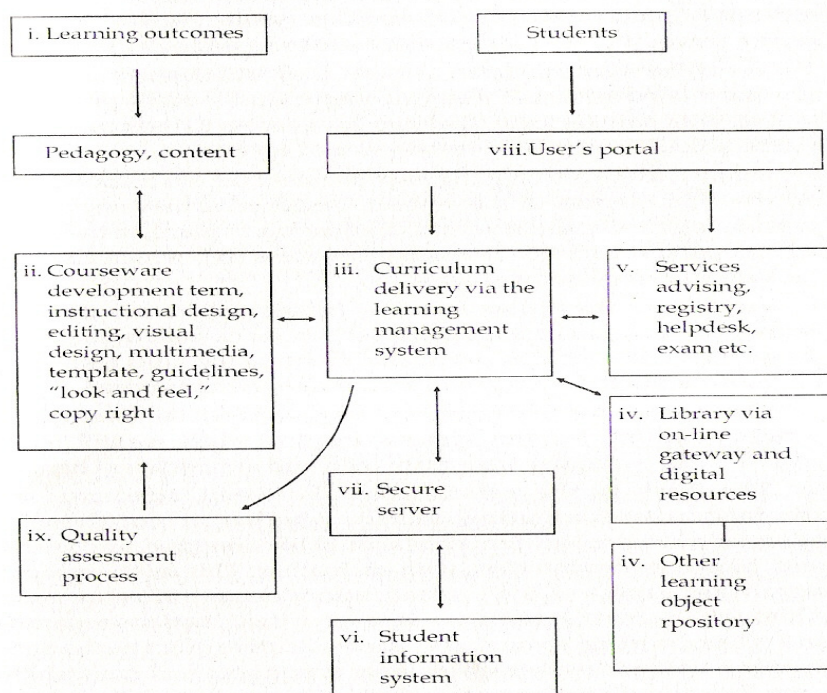 i. Learning outcomes
Students
Pedagogy, content
viii.User's portal
ii. Courseware
development term,
instructional design,
editing, visual
design, multimedia,
template, guidelines,
"look and feel,"
copy right
iii. Curriculum
delivery via the
learning
management
system
v. Services
advising,
registry,
helpdesk,
exam etc.
iv. Library via
on-line
gateway and
digital
resources
vii. Secure
server
ix. Quality
assessment
process
iv. Other
learning
object
rpository
vi. Student
information
system